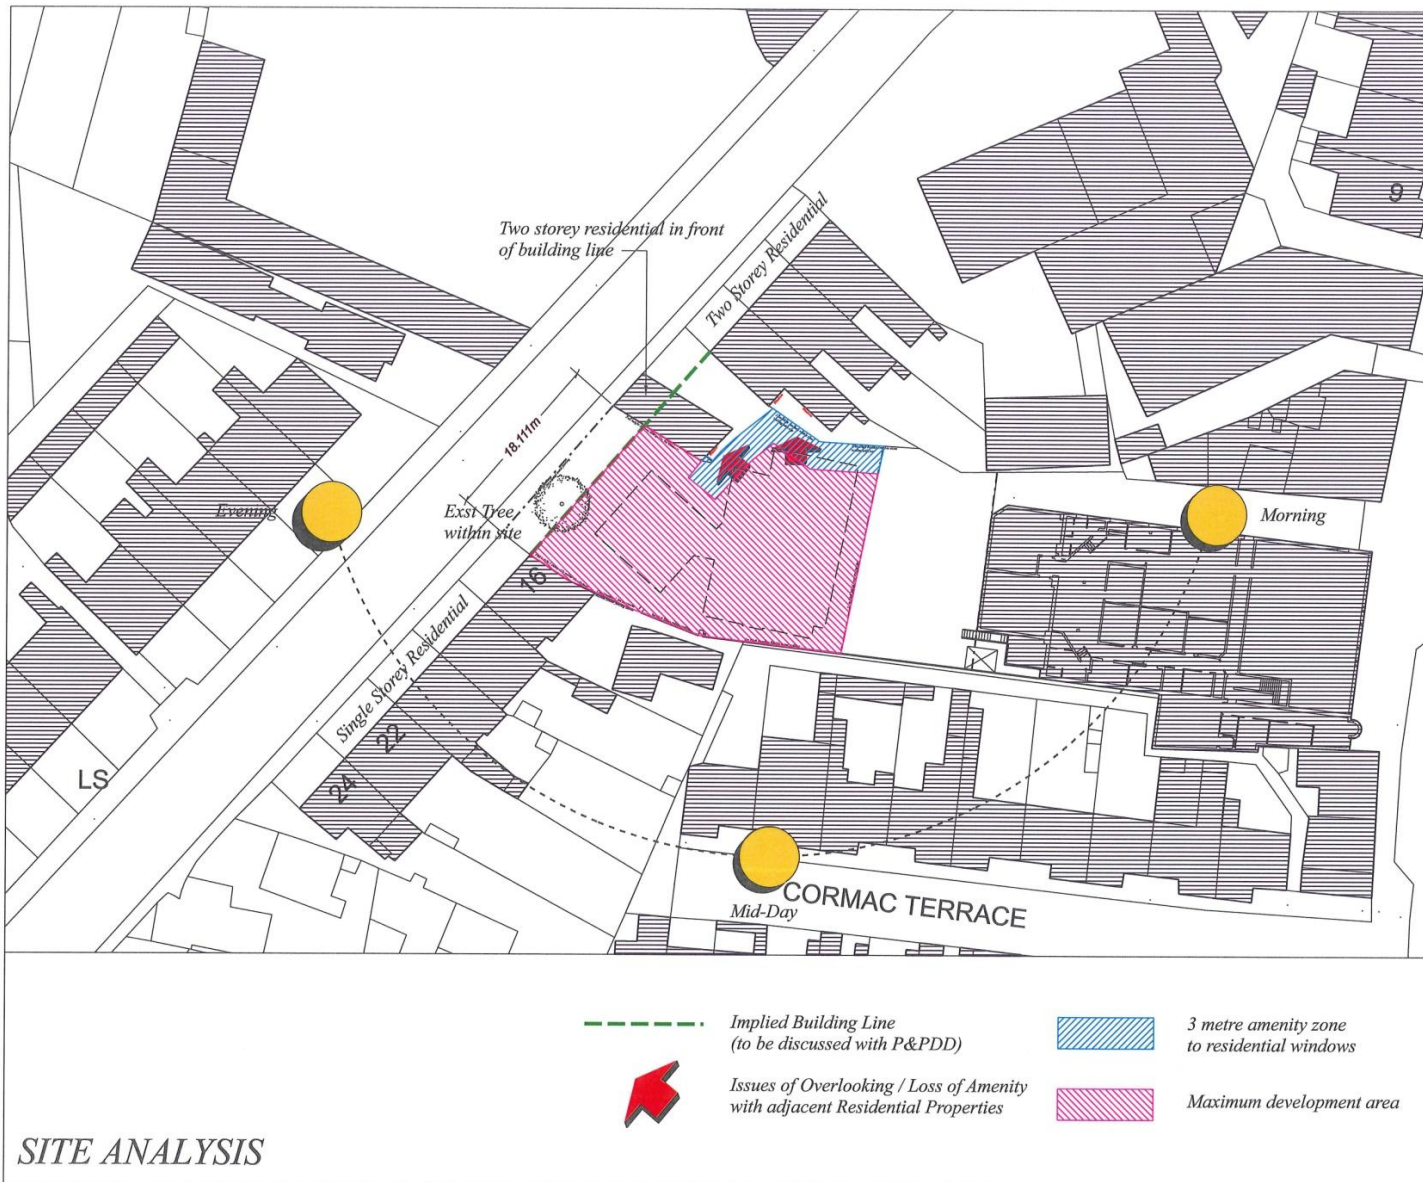 9
Two storey residential in front
of building line
Two Storey Residential
18.111m
Evening
Exst Tree
within site
Morning
16
Single Storey Residential
22
24
LS
CORMAC TERRACE
Mid-Day
Implied Building Line
(to be discussed with P&PDD)
3 metre amenity zone
to residential windows
Issues of Overlooking / Loss of Amenity
with adjacent Residential Properties
Maximum development area
SITE ANALYSIS